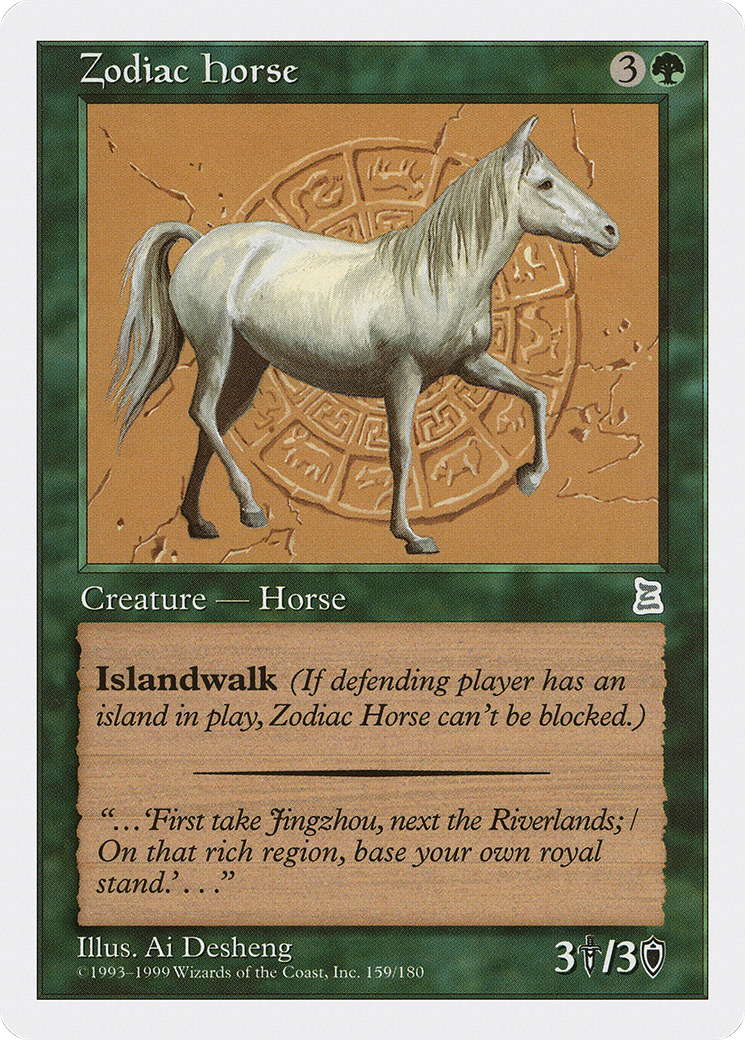 Zodiac Horse 3
Creature — Horse
Islandwalk (If defending player has an
island in play, Zodiac Horse can't be blocked.)
“...‘First take Jingzhou, next the Riverlands; /
On that rich region, base your own royal
stand.’ . . .”
Illus. Ai Desheng
©1993–1999 Wizards of the Coast, Inc. 159/180
3/3